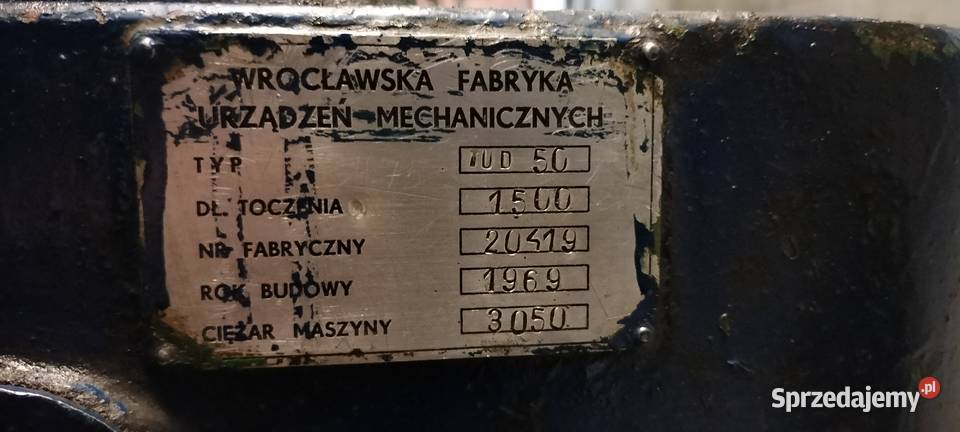 WROCŁAWSKA FABRYKA
URZĄDZEŃ MECHANICZNYCH
TYP TUD 50
DŁ. TOCZENIA 1500
NR FABRYCZNY 20419
ROK BUDOWY 1969
CIĘŻAR MASZYNY 3050
Sprzedajemy.pl